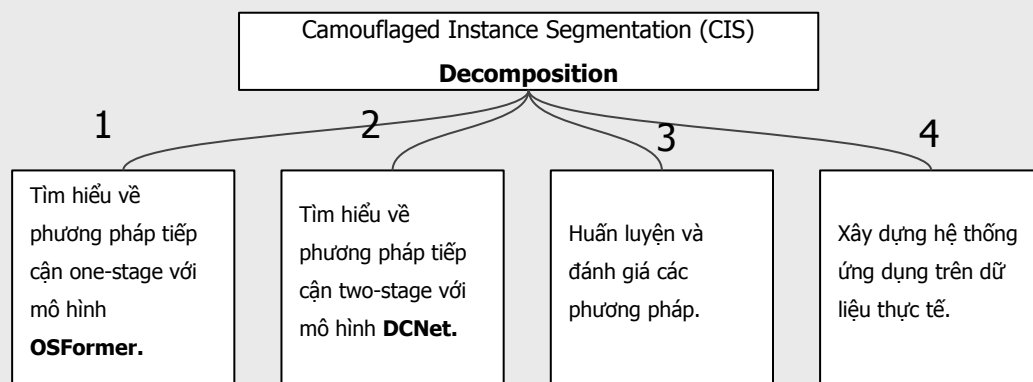 Camouflaged Instance Segmentation (CIS)
Decomposition
1
2
3
4
Tìm hiểu về
phương pháp tiếp
cận one-stage với
mô hình
OSFormer.
Tìm hiểu về
phương pháp tiếp
cận two-stage với
mô hình DCNet.
Huấn luyện và
đánh giá các
phương pháp.
Xây dựng hệ thống
ứng dụng trên dữ
liệu thực tế.